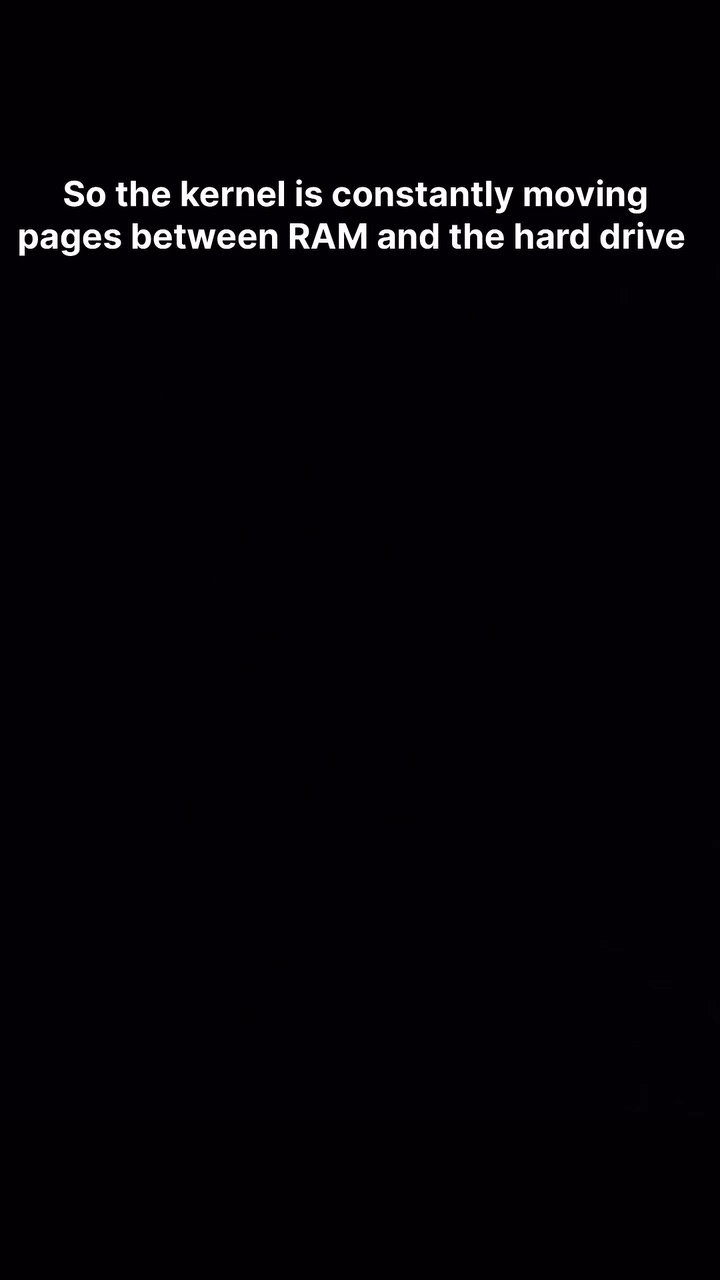 So the kernel is constantly moving
pages between RAM and the hard drive